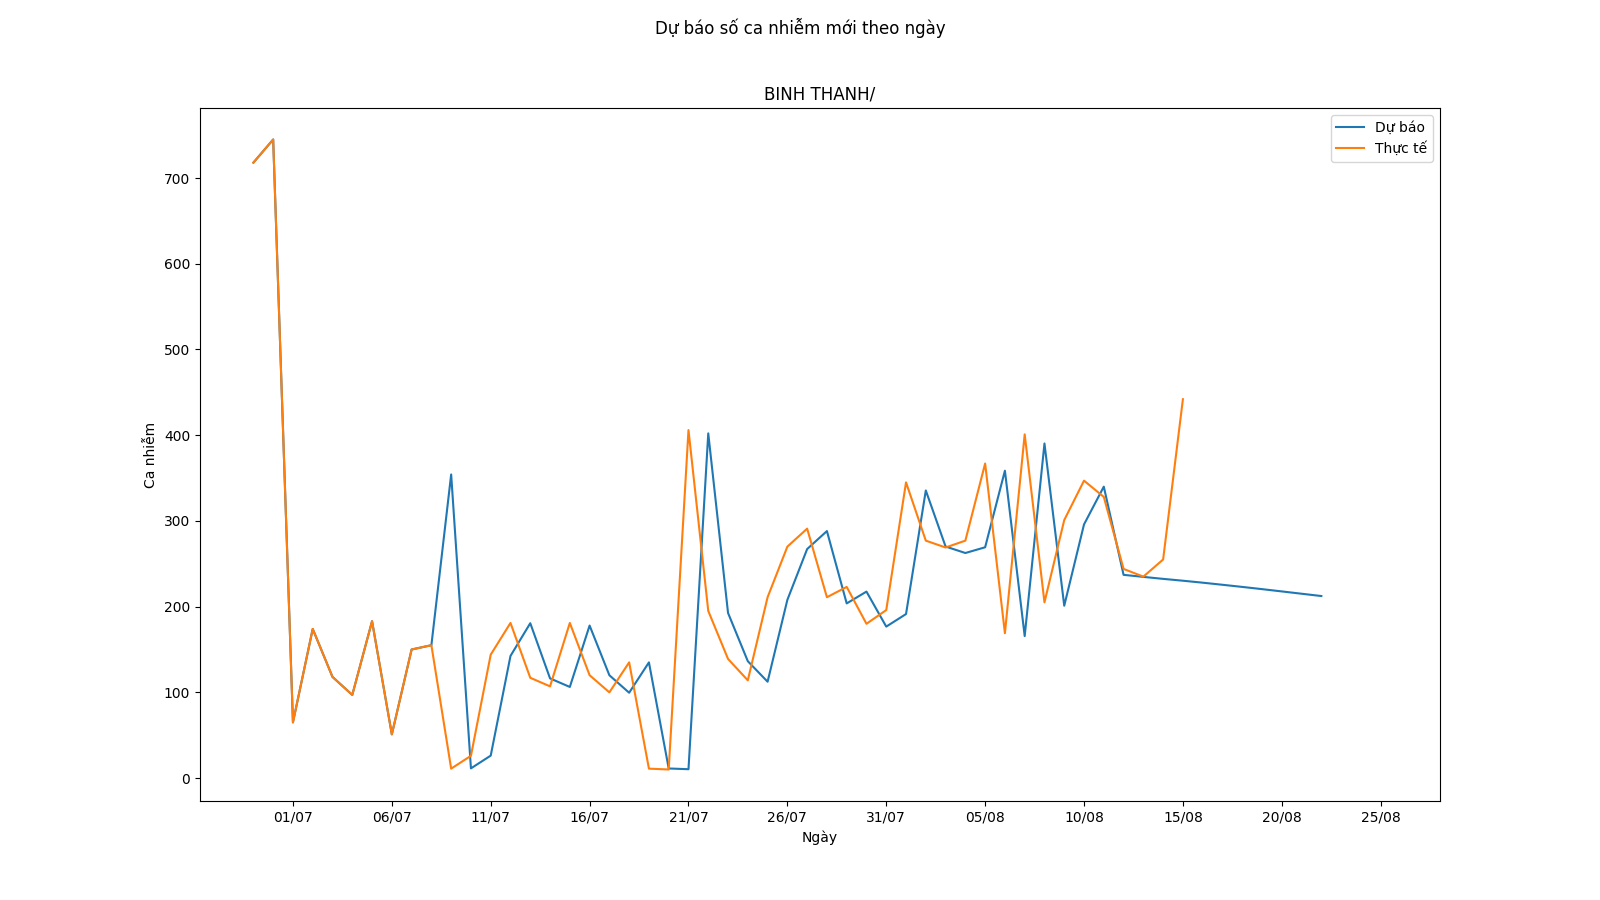 Dự báo số ca nhiễm mới theo ngày
BINH THANH/
Dự báo
Thực tế
700
600
500
400
300
200
100
0
Ca nhiễm
01/07 06/07 11/07 16/07 21/07 26/07 31/07 05/08 10/08 15/08 20/08 25/08
Ngày